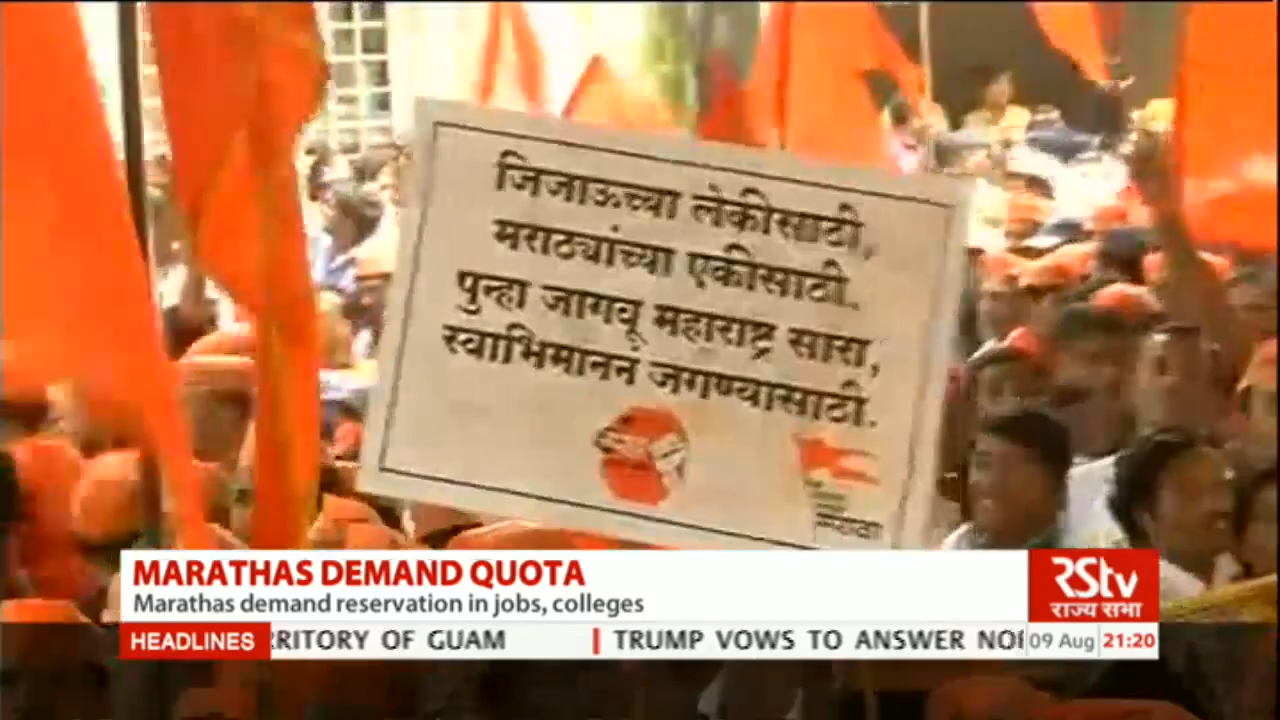 जिजाऊच्या लेकीसाठी,
मराठ्यांच्या एकीसाठी.
पुन्हा जागवू महाराष्ट्र सारा,
स्वाभिमानानं जगण्यासाठी.
मराठा
MARATHAS DEMAND QUOTA
Marathas demand reservation in jobs, colleges
RStv
राज्य सभा
HEADLINES RRITORY OF GUAM | TRUMP VOWS TO ANSWER NO 09 Aug 21:20